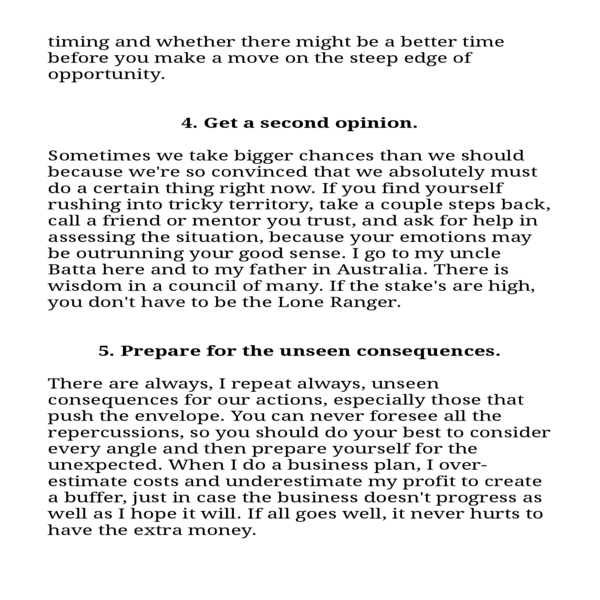 timing and whether there might be a better time
before you make a move on the steep edge of
opportunity.
4. Get a second opinion.
Sometimes we take bigger chances than we should
because we're so convinced that we absolutely must
do a certain thing right now. If you find yourself
rushing into tricky territory, take a couple steps back,
call a friend or mentor you trust, and ask for help in
assessing the situation, because your emotions may
be outrunning your good sense. I go to my uncle
Batta here and to my father in Australia. There is
wisdom in a council of many. If the stake's are high,
you don't have to be the Lone Ranger.
5. Prepare for the unseen consequences.
There are always, I repeat always, unseen
consequences for our actions, especially those that
push the envelope. You can never foresee all the
repercussions, so you should do your best to consider
every angle and then prepare yourself for the
unexpected. When I do a business plan, I over-
estimate costs and underestimate my profit to create
a buffer, just in case the business doesn't progress as
well as I hope it will. If all goes well, it never hurts to
have the extra money.